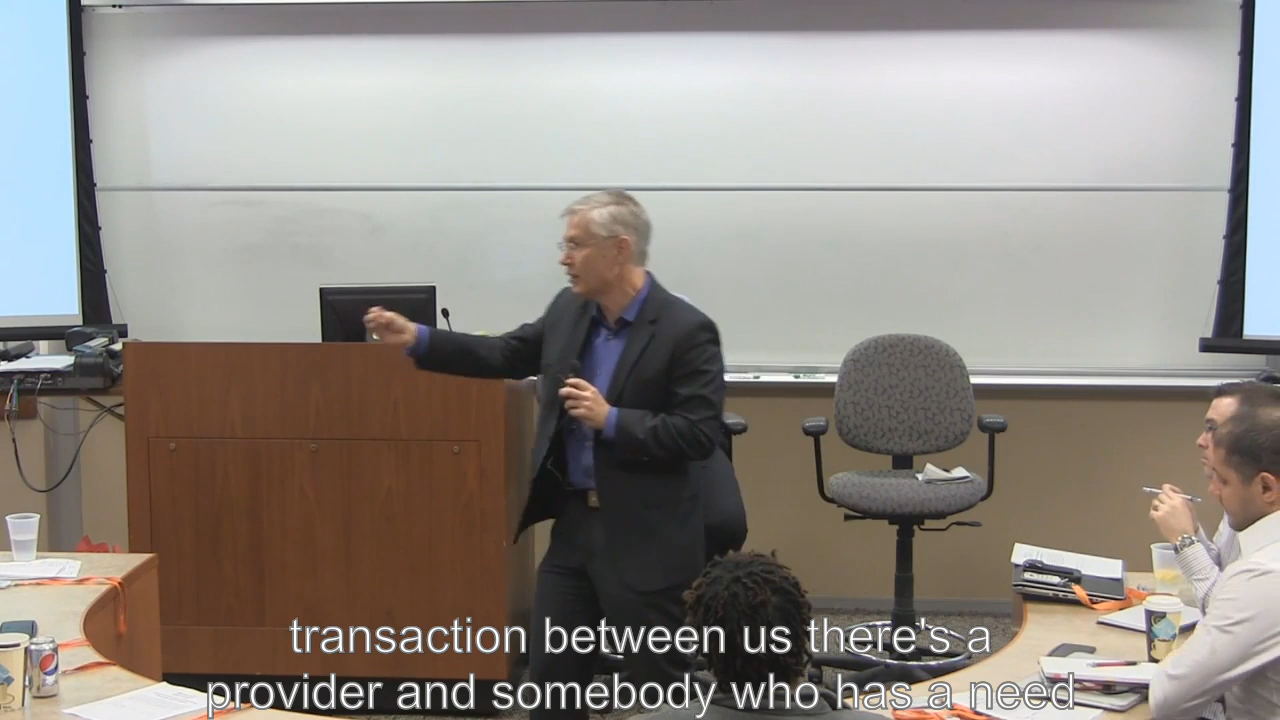 transaction between us there's a
provider and somebody who has a need